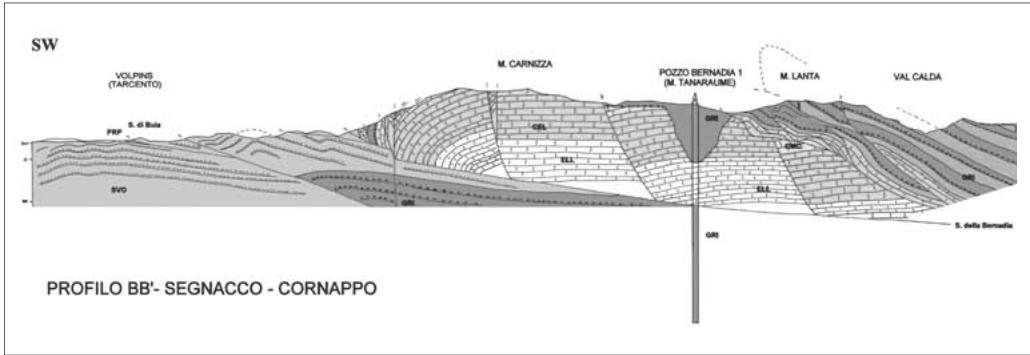 SW
VOLPINS
(TARCENTO)
S. di Buia
FRP
M. CARNIZZA
POZZO BERNADIA 1
(M. TANARAUME)
M. LANTA
VAL CALDA
GRI
CEL
ELL
SVO
GRI
ELL
GRI
GRI
S. della Bernadia
PROFILO BB'- SEGNACCO - CORNAPPO